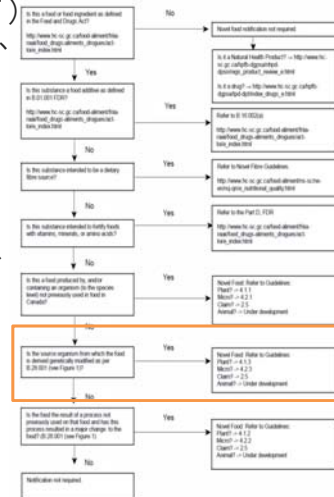 Is this a food or food ingredient as defined
in the Food and Drugs Act?
No
Novel food notification not required
Is it a Natural Health Product?
Is it a drug?
Yes
Is this substance a food additive as defined
in B.01.001 FDR?
Yes
Refer to B.16.002(a)
No
Is this substance intended to be a dietary
fibre source?
Yes
Refer to Novel Fibre Guidelines
No
Is this substance intended to fortify foods
with vitamins, minerals, or amino acids?
Yes
Refer to the Part D, FDR
No
Is this a food produced by, and/or
containing an organism (to the species
level) not previously used in food in
Canada?
Yes
Novel Food: Refer to Guidelines
Plant? -> 4.1.1
Micro? -> 4.2.1
Claim? -> 2.5
Animal? -> Under development
No
Is the source organism from which the food
is derived genetically modified as per
B.28.001 (see Figure 1)?
Yes
Novel Food: Refer to Guidelines
Plant? -> 4.1.3
Micro? -> 4.2.3
Claim? -> 2.5
Animal? -> Under development
No
Is the food the result of a process not
previously used on that food and has this
process resulted in a major change to the
food? (B.28.001 (see Figure 1)
Yes
Novel Food: Refer to Guidelines
Plant? -> 4.1.2
Micro? -> 4.2.2
Claim? -> 2.5
Animal? -> Under development
No
Notification not required